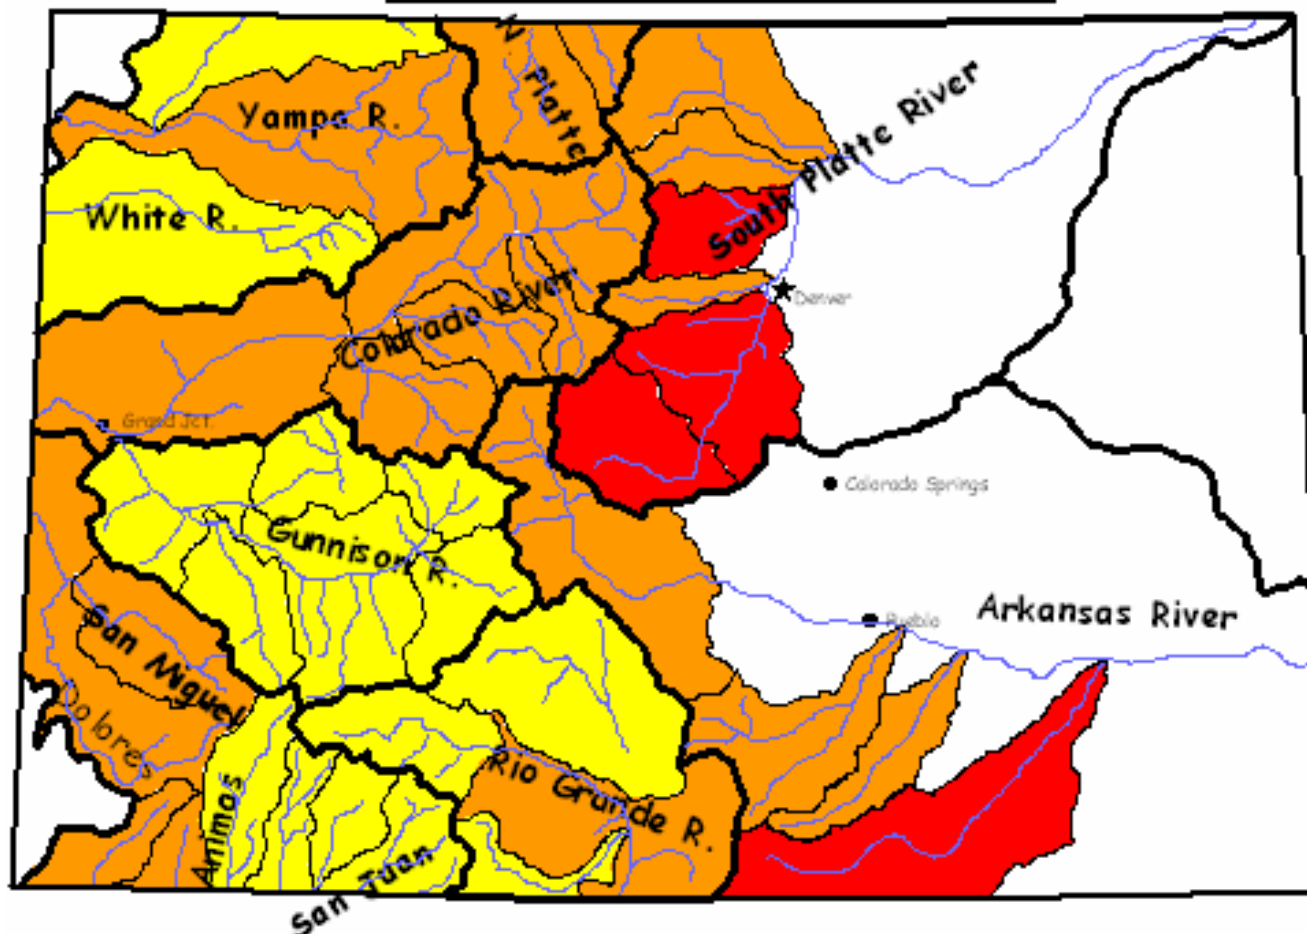 N. Platte
Yampa R.
South Platte River
White R.
Colorado River
Denver
Grand Jct.
Colorado Springs
Gunnison R.
Arkansas River
Pueblo
San Miguel
Dolores
Rio Grande R.
Animas
San Juan